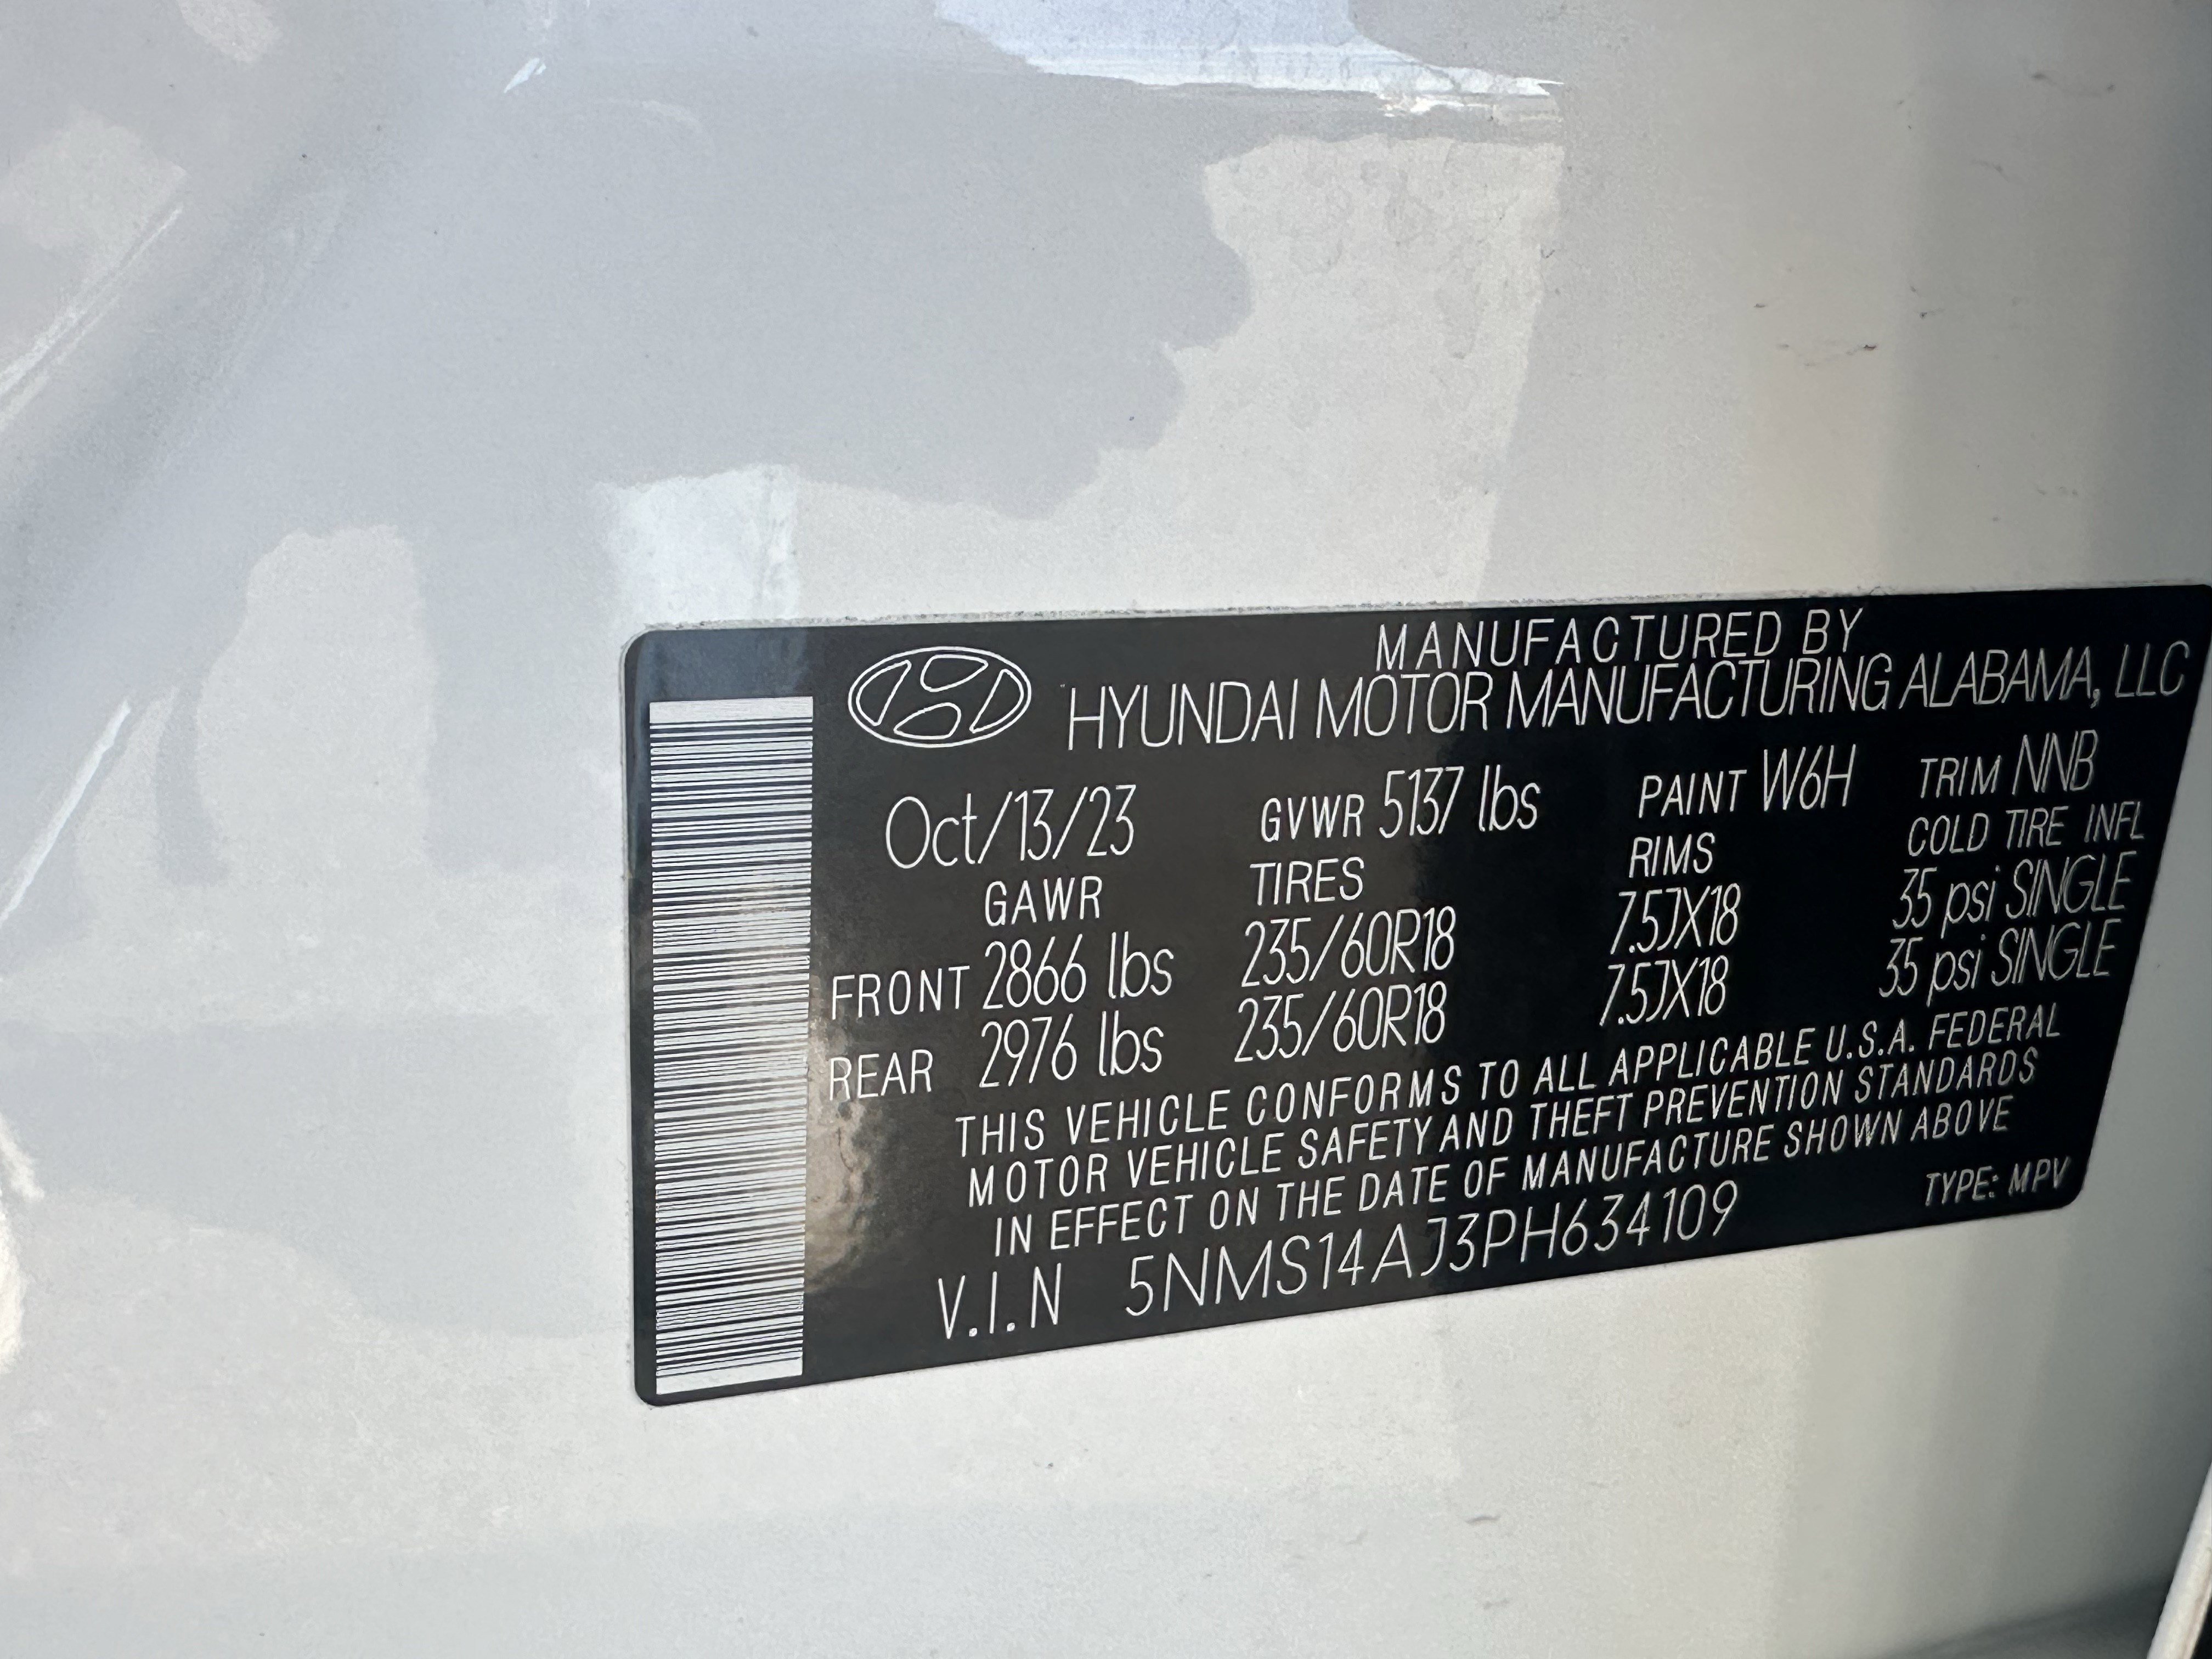 MANUFACTURED BY
HYUNDAI MOTOR MANUFACTURING ALABAMA, LLC
Oct/13/23 GVWR 5137 lbs PAINT W6H TRIM NNB
GAWR TIRES RIMS COLD TIRE INFL
FRONT 2866 lbs 235/60R18 7.5JX18 35 psi SINGLE
REAR 2976 lbs 235/60R18 7.5JX18 35 psi SINGLE
THIS VEHICLE CONFORMS TO ALL APPLICABLE U.S.A. FEDERAL
MOTOR VEHICLE SAFETY AND THEFT PREVENTION STANDARDS
IN EFFECT ON THE DATE OF MANUFACTURE SHOWN ABOVE
V.I.N 5NMS14AJ3PH634109 TYPE: MPV